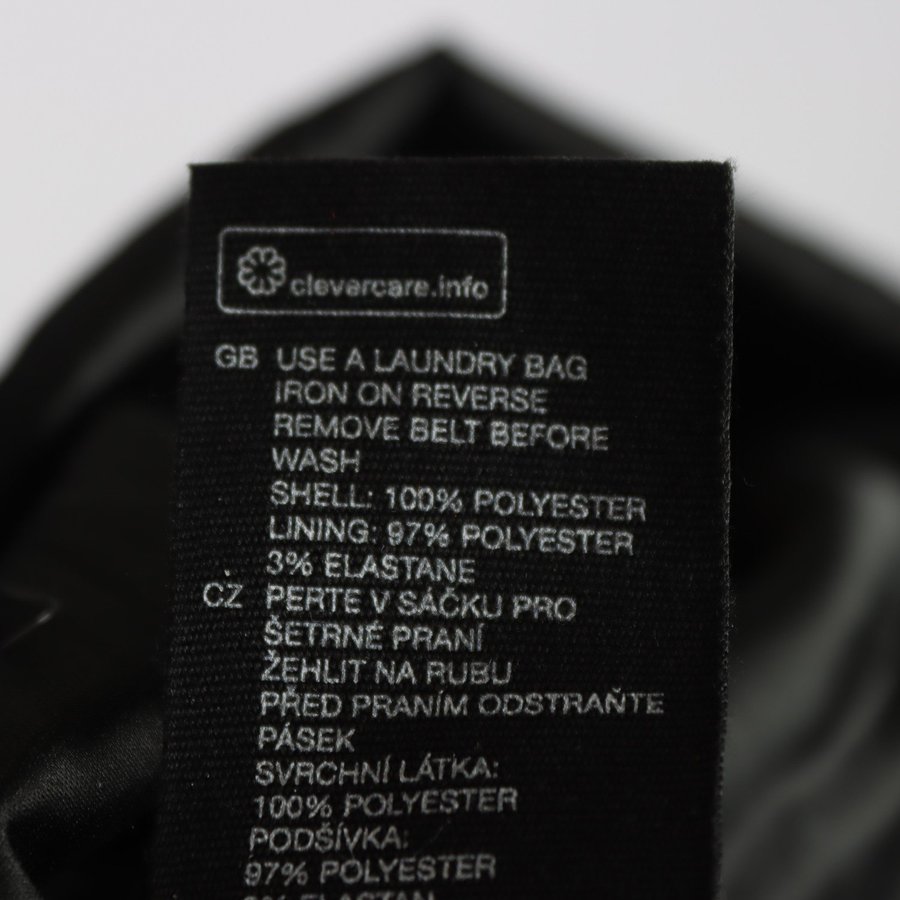 clevercare.info
GB USE A LAUNDRY BAG
IRON ON REVERSE
REMOVE BELT BEFORE
WASH
SHELL: 100% POLYESTER
LINING: 97% POLYESTER
3% ELASTANE
CZ PERTE V SÁČKU PRO
ŠETRNÉ PRANÍ
ŽEHLIT NA RUBU
PŘED PRANÍM ODSTRAŇTE
PÁSEK
SVRCHNÍ LÁTKA:
100% POLYESTER
PODŠÍVKA:
97% POLYESTER
3% ELASTAN